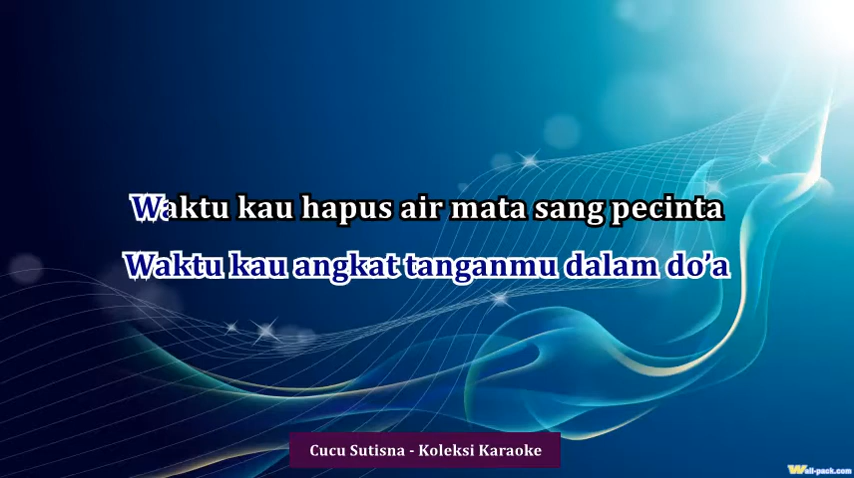 Waktu kau hapus air mata sang pecinta
Waktu kau angkat tanganmu dalam do’a
Cucu Sutisna - Koleksi Karaoke
Wall-pack.com